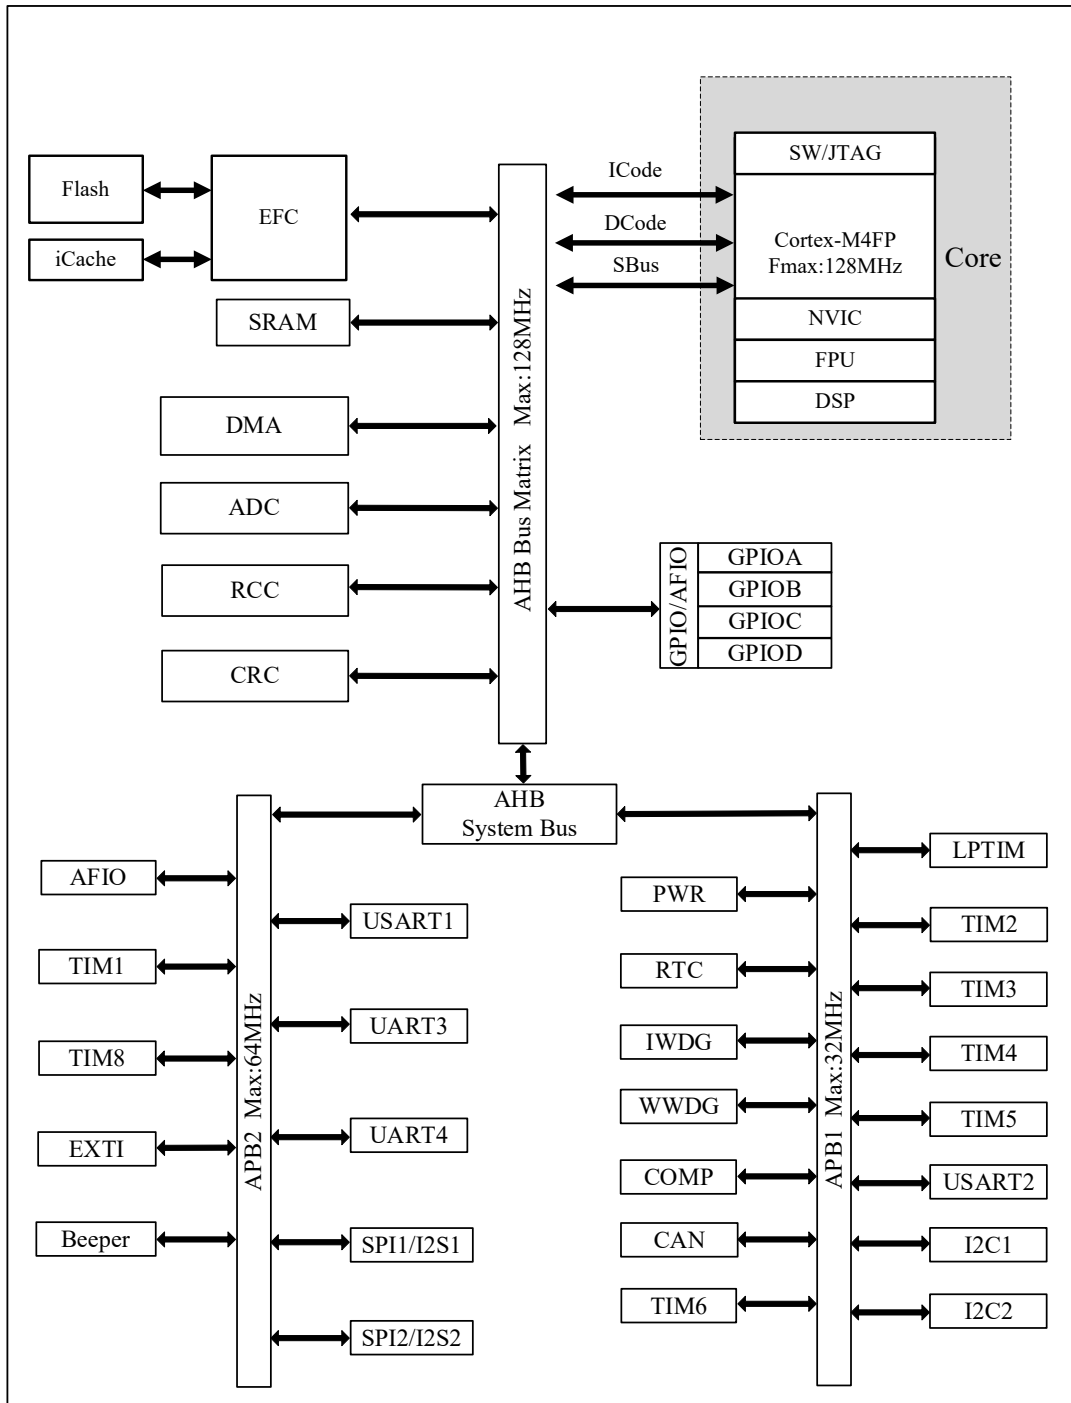 SW/JTAG
Flash
EFC
ICode
iCache
DCode
Cortex-M4FP
Fmax:128MHz
Core
SBus
SRAM
NVIC
FPU
DSP
DMA
ADC
RCC
CRC
AHB Bus Matrix Max:128MHz
GPIO/AFIO
GPIOA
GPIOB
GPIOC
GPIOD
AHB
System Bus
AFIO
TIM1
TIM8
EXTI
Beeper
APB2 Max:64MHz
USART1
UART3
UART4
SPI1/I2S1
SPI2/I2S2
PWR
RTC
IWDG
WWDG
COMP
CAN
TIM6
APB1 Max:32MHz
LPTIM
TIM2
TIM3
TIM4
TIM5
USART2
I2C1
I2C2